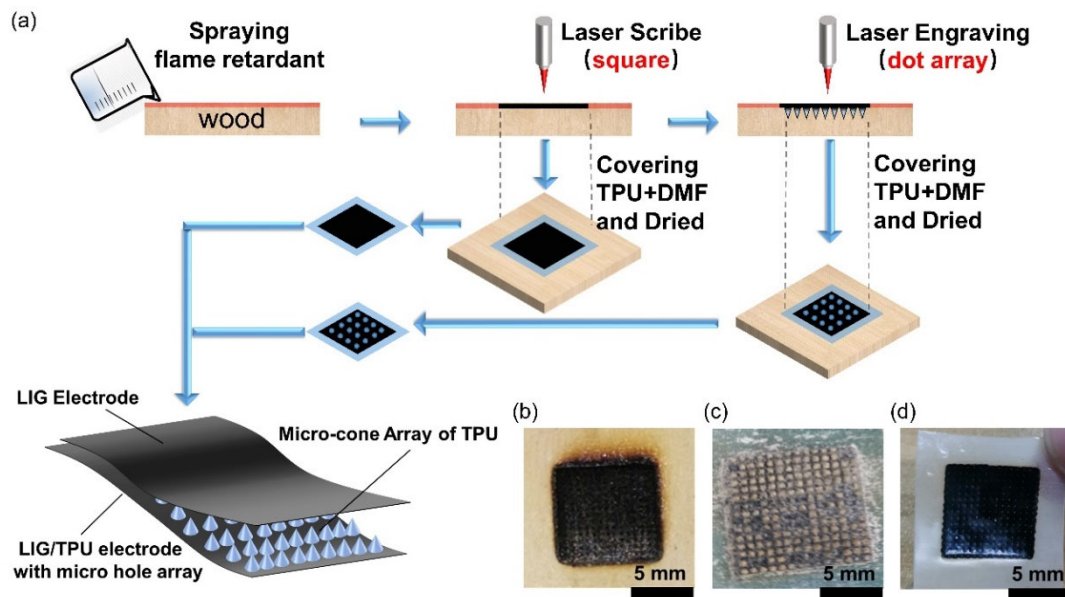 (a)
Spraying
flame retardant
Laser Scribe
(square)
Laser Engraving
(dot array)
wood
Covering
TPU+DMF
and Dried
Covering
TPU+DMF
and Dried
LIG Electrode
Micro-cone Array of TPU
LIG/TPU electrode
with micro hole array
(b)
(c)
(d)
5 mm
5 mm
5 mm